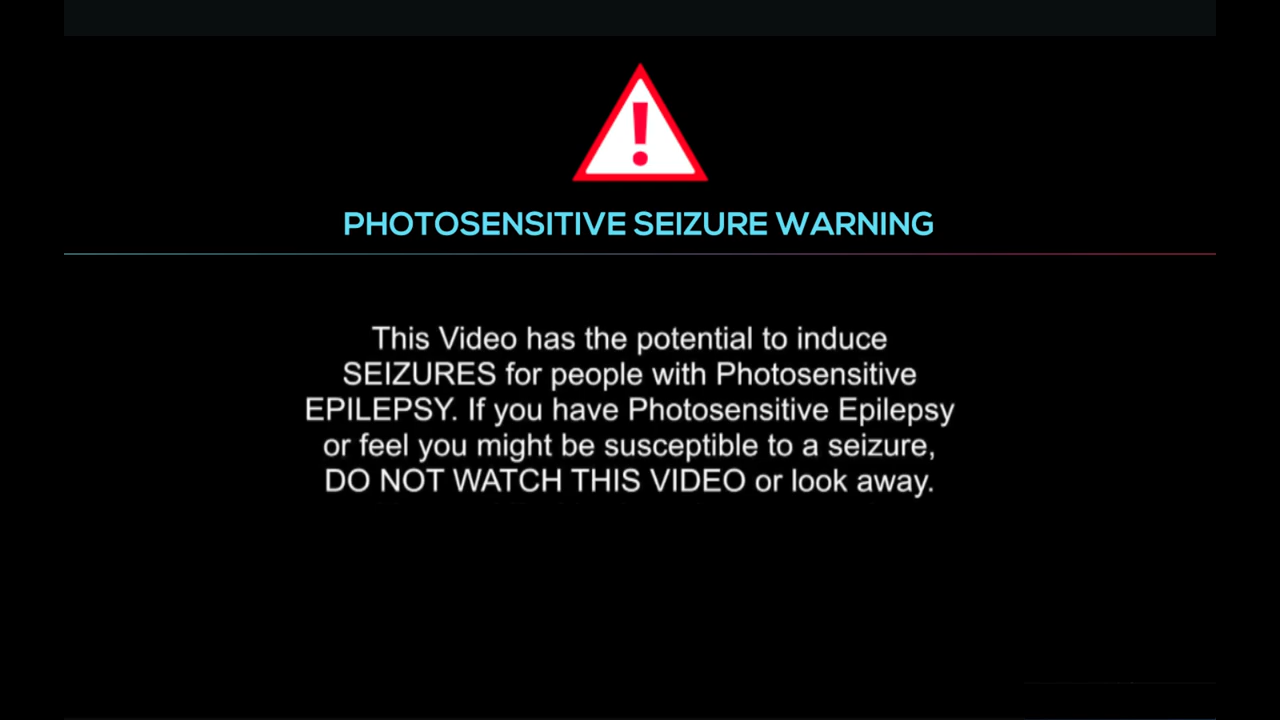 !
PHOTOSENSITIVE SEIZURE WARNING
This Video has the potential to induce
SEIZURES for people with Photosensitive
EPILEPSY. If you have Photosensitive Epilepsy
or feel you might be susceptible to a seizure,
DO NOT WATCH THIS VIDEO or look away.